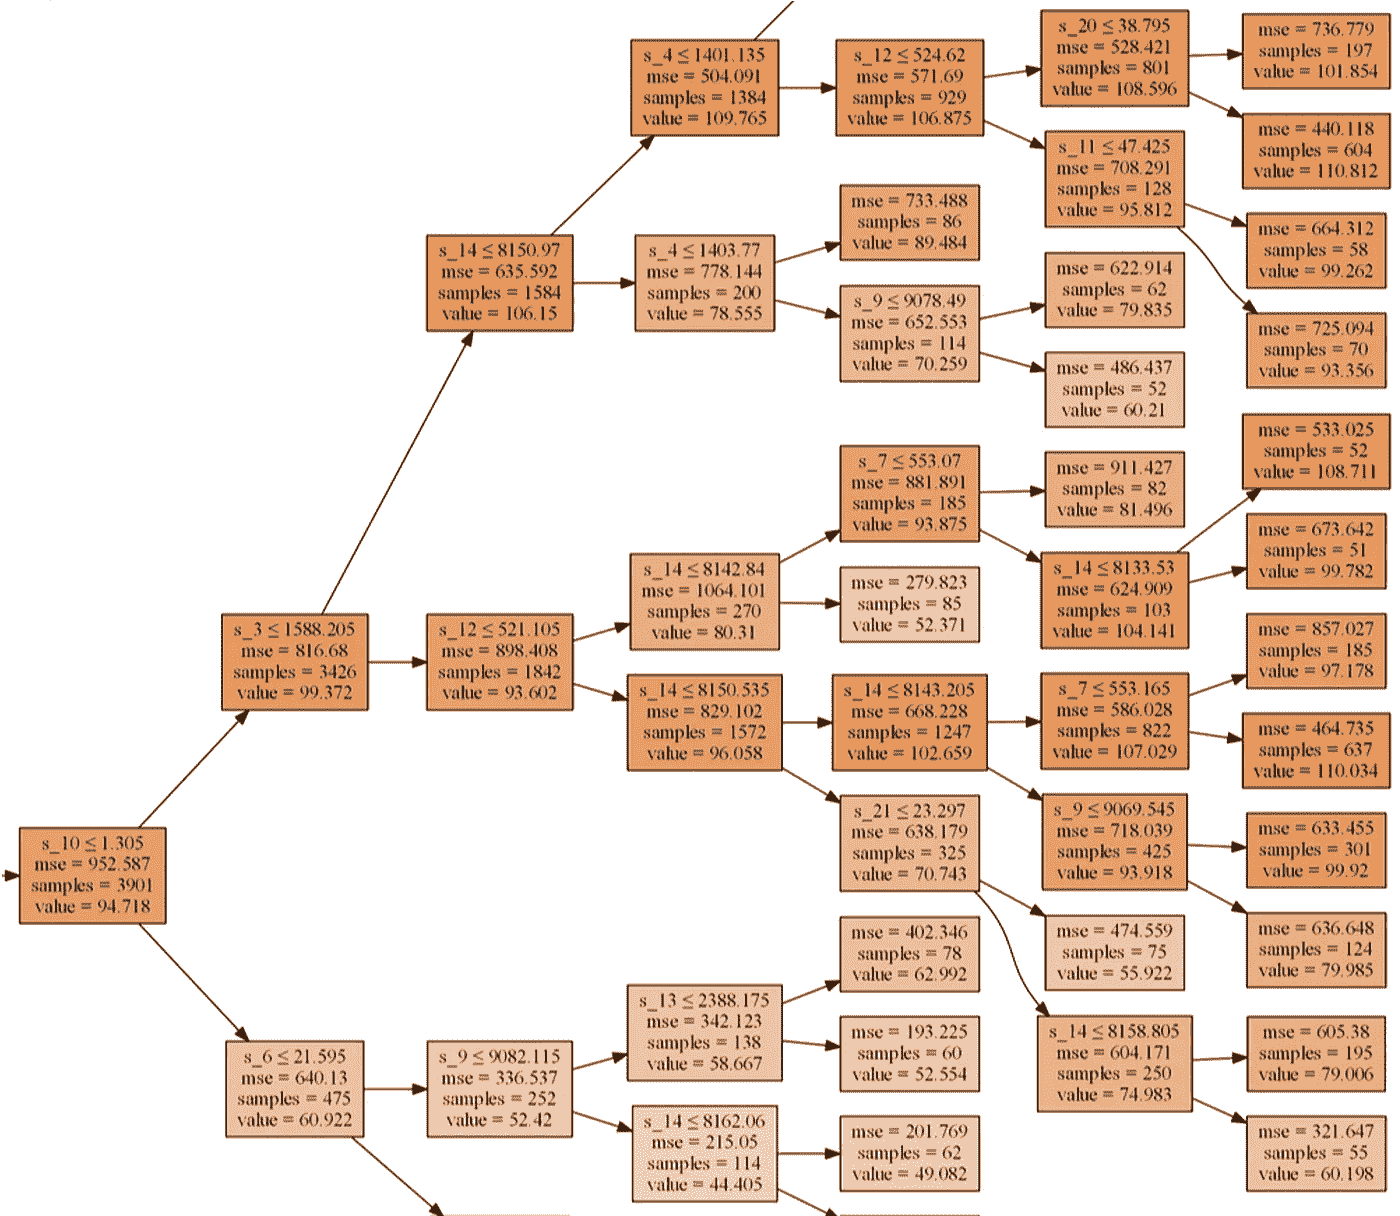 s_10 ≤ 1.305
mse = 952.587
samples = 3901
value = 94.718
s_3 ≤ 1588.205
mse = 816.68
samples = 3426
value = 99.372
s_6 ≤ 21.595
mse = 640.13
samples = 475
value = 60.922
s_14 ≤ 8150.97
mse = 635.592
samples = 1584
value = 106.15
s_12 ≤ 521.105
mse = 898.408
samples = 1842
value = 93.602
s_9 ≤ 9082.115
mse = 336.537
samples = 252
value = 52.42
s_4 ≤ 1401.135
mse = 504.091
samples = 1384
value = 109.765
s_4 ≤ 1403.77
mse = 778.144
samples = 200
value = 78.555
s_14 ≤ 8142.84
mse = 1064.101
samples = 270
value = 80.31
s_14 ≤ 8150.535
mse = 829.102
samples = 1572
value = 96.058
s_13 ≤ 2388.175
mse = 342.123
samples = 138
value = 58.667
s_14 ≤ 8162.06
mse = 215.05
samples = 114
value = 44.405
s_12 ≤ 524.62
mse = 571.69
samples = 929
value = 106.875
mse = 733.488
samples = 86
value = 89.484
s_9 ≤ 9078.49
mse = 652.553
samples = 114
value = 70.259
s_7 ≤ 553.07
mse = 881.891
samples = 185
value = 93.875
mse = 279.823
samples = 85
value = 52.371
s_14 ≤ 8143.205
mse = 668.228
samples = 1247
value = 102.659
s_21 ≤ 23.297
mse = 638.179
samples = 325
value = 70.743
mse = 402.346
samples = 78
value = 62.992
mse = 193.225
samples = 60
value = 52.554
mse = 201.769
samples = 62
value = 49.082
s_20 ≤ 38.795
mse = 528.421
samples = 801
value = 108.596
s_11 ≤ 47.425
mse = 708.291
samples = 128
value = 95.812
mse = 622.914
samples = 62
value = 79.835
mse = 486.437
samples = 52
value = 60.21
mse = 911.427
samples = 82
value = 81.496
s_14 ≤ 8133.53
mse = 624.909
samples = 103
value = 104.141
s_7 ≤ 553.165
mse = 586.028
samples = 822
value = 107.029
s_9 ≤ 9069.545
mse = 718.039
samples = 425
value = 93.918
mse = 474.559
samples = 75
value = 55.922
s_14 ≤ 8158.805
mse = 604.171
samples = 250
value = 74.983
mse = 736.779
samples = 197
value = 101.854
mse = 440.118
samples = 604
value = 110.812
mse = 664.312
samples = 58
value = 99.262
mse = 725.094
samples = 70
value = 93.356
mse = 533.025
samples = 52
value = 108.711
mse = 673.642
samples = 51
value = 99.782
mse = 857.027
samples = 185
value = 97.178
mse = 464.735
samples = 637
value = 110.034
mse = 633.455
samples = 301
value = 99.92
mse = 636.648
samples = 124
value = 79.985
mse = 605.38
samples = 195
value = 79.006
mse = 321.647
samples = 55
value = 60.198